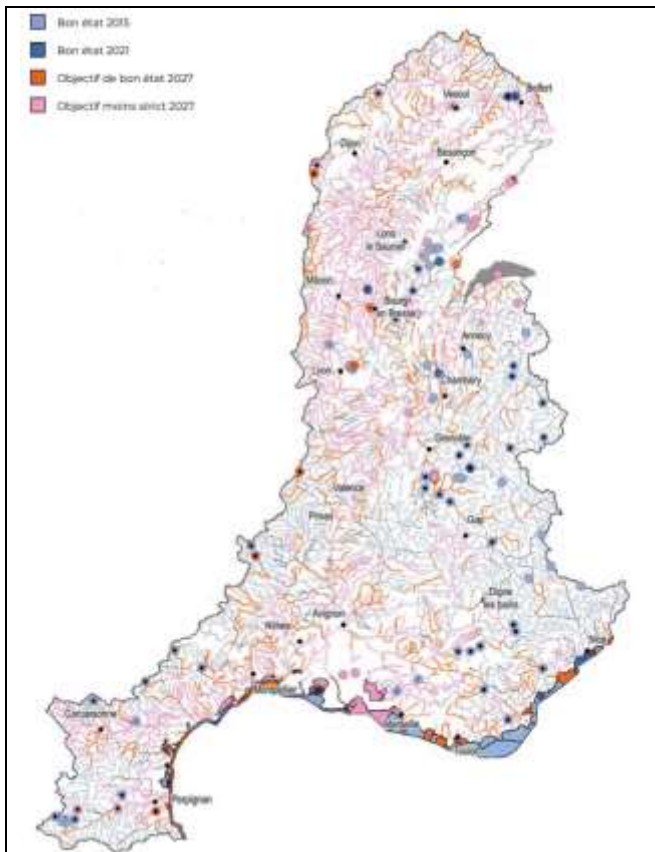 Bon état 2015
Bon état 2021
Objectif de bon état 2027
Objectif moins strict 2027
Vesoul
Belfort
Dijon
Besançon
Lons
le Saunier
Mâcon
Bourg
en Bresse
Annecy
Lyon
Chambéry
Grenoble
Valence
Privas
Gap
Digne
les bains
Avignon
Nîmes
Nice
Montpellier
Carcassonne
Perpignan